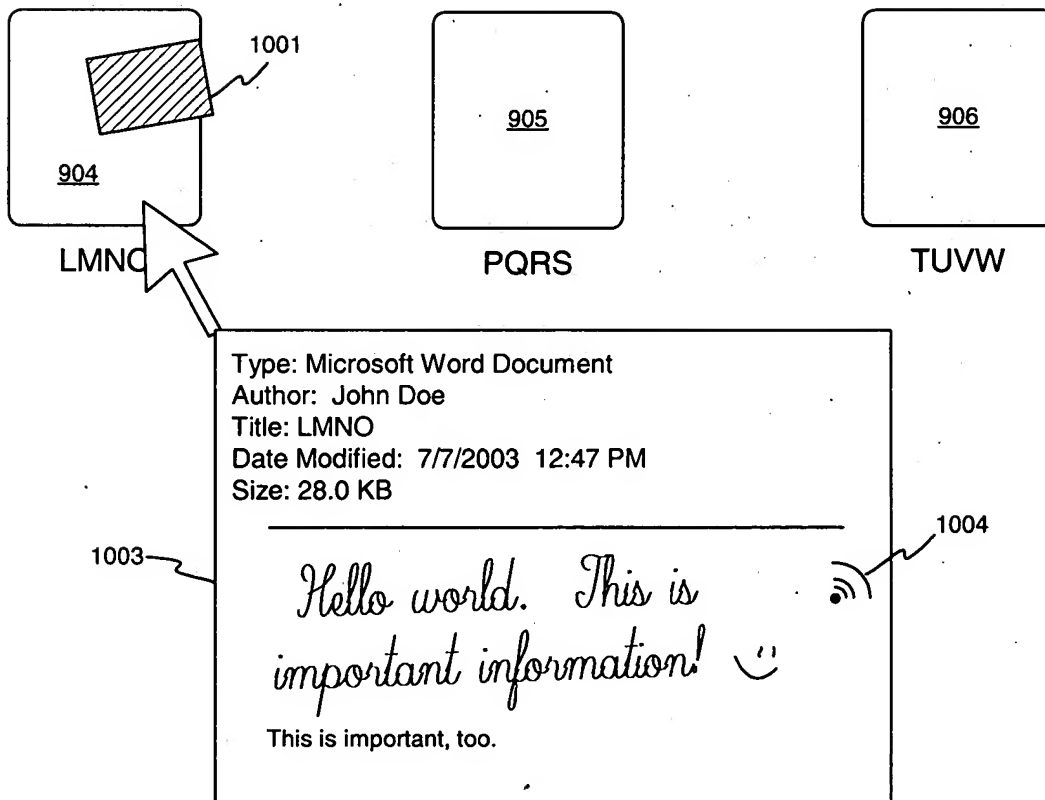 1001
905
906
904
LMNO
PQRS
TUVW
Type: Microsoft Word Document
Author: John Doe
Title: LMNO
Date Modified: 7/7/2003 12:47 PM
Size: 28.0 KB
1004
1003
Hello world. This is
important information!
This is important, too.